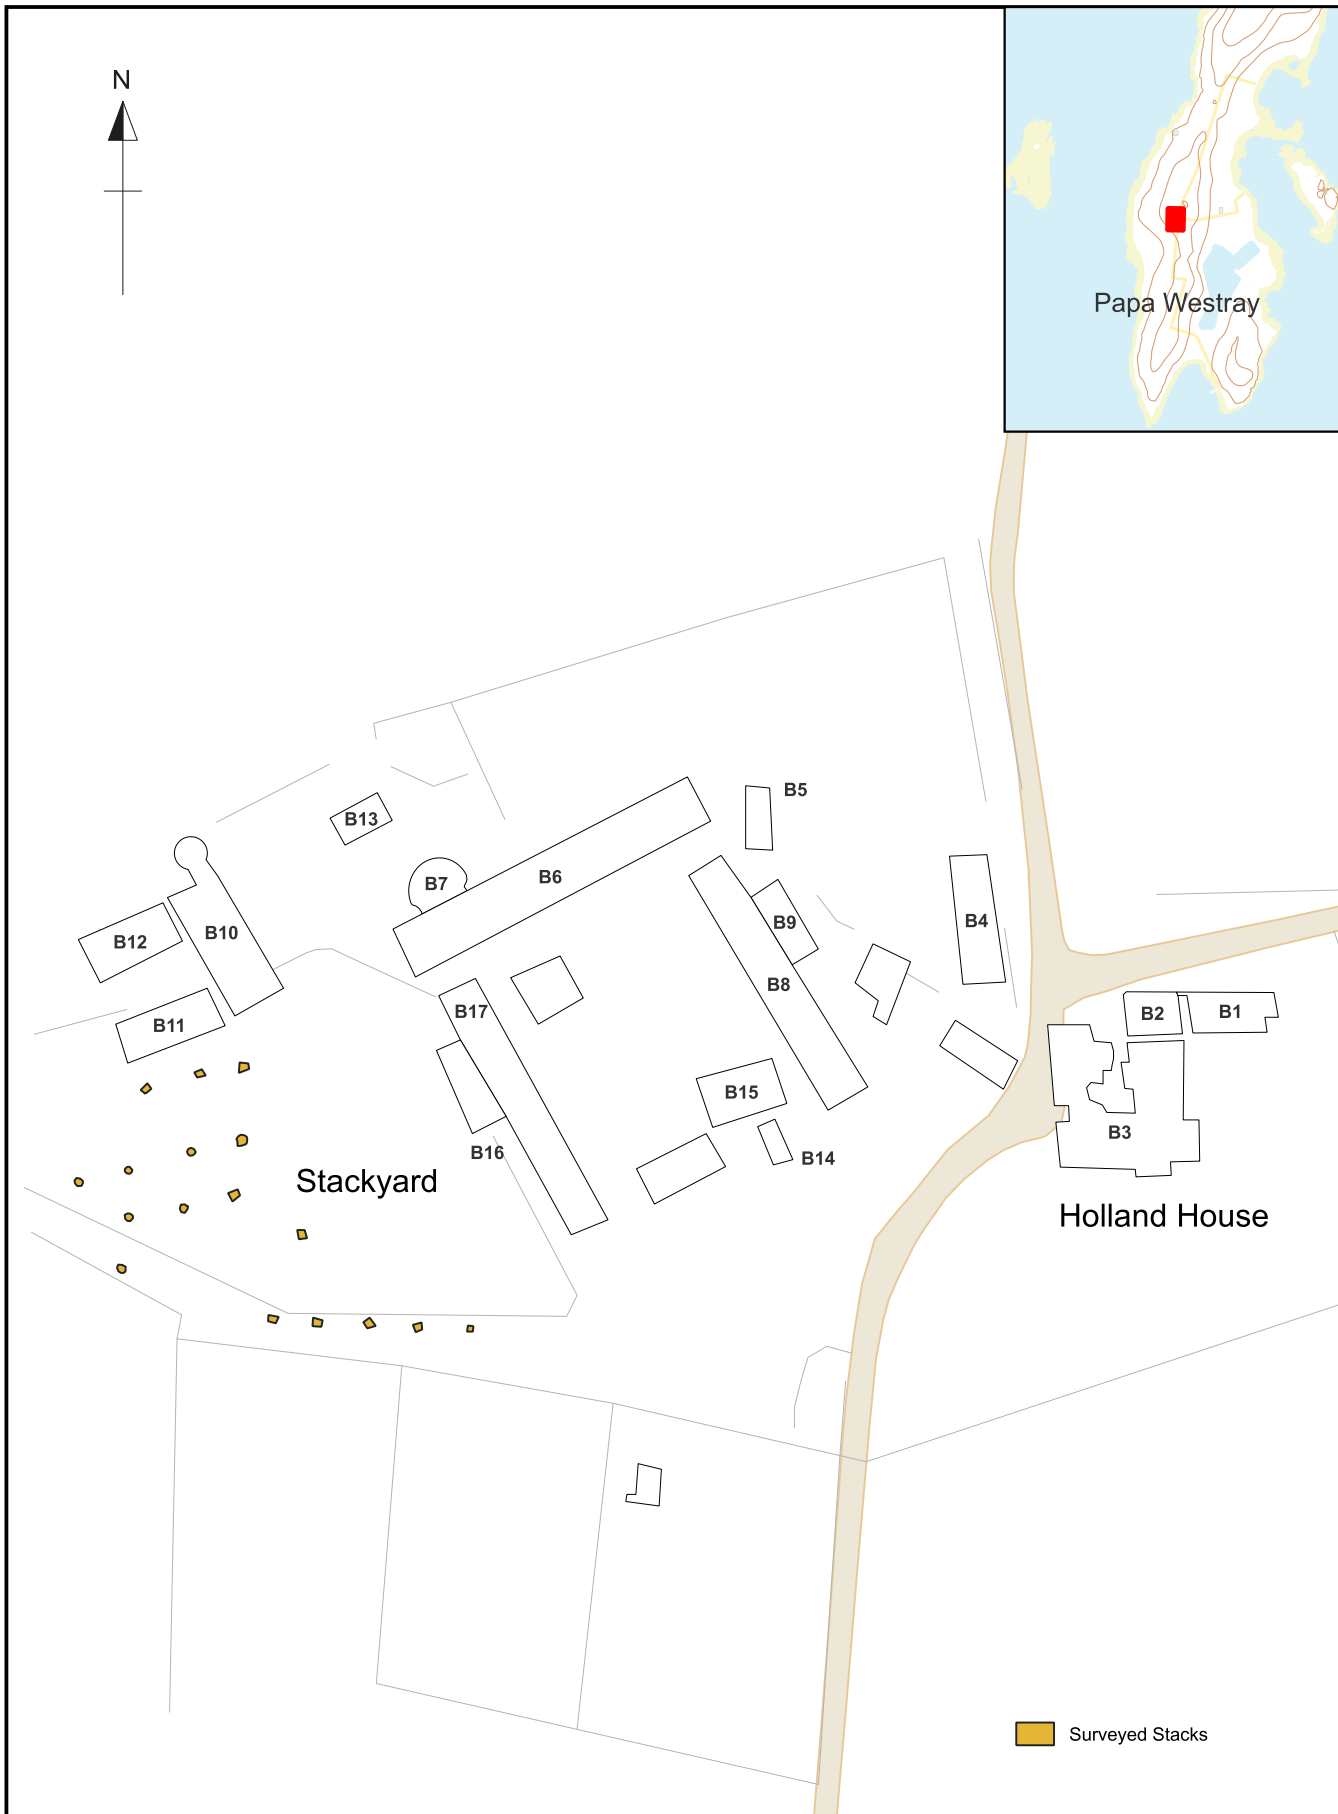 N
Papa Westray
B5
B13
B6
B7
B9
B4
B10
B12
B8
B17
B2
B1
B11
B15
B3
B16
B14
Stackyard
Holland House
Surveyed Stacks